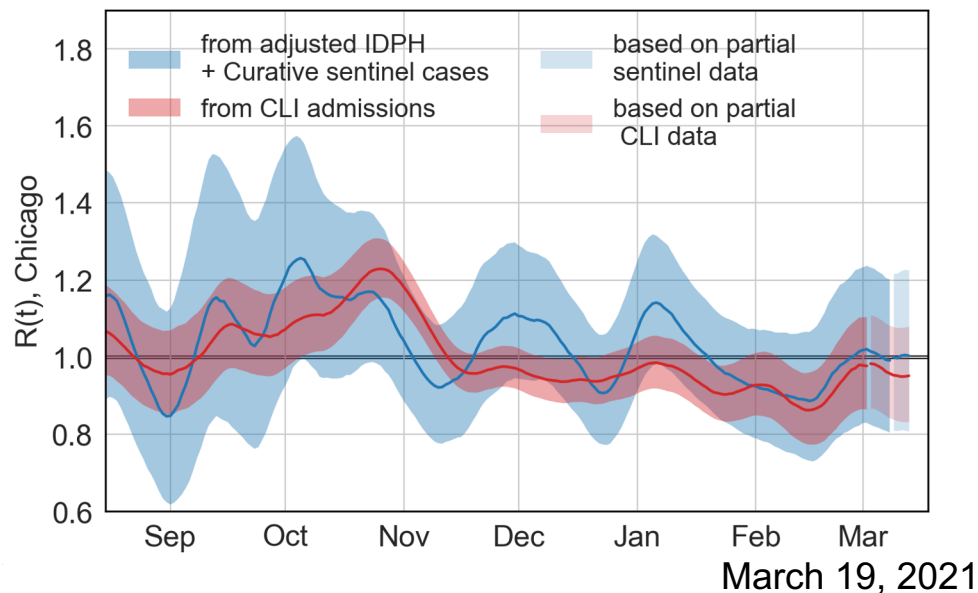 from adjusted IDPH
+ Curative sentinel cases
from CLI admissions
based on partial
sentinel data
based on partial
CLI data
R(t), Chicago
1.8
1.6
1.4
1.2
1.0
0.8
0.6
Sep Oct Nov Dec Jan Feb Mar
March 19, 2021